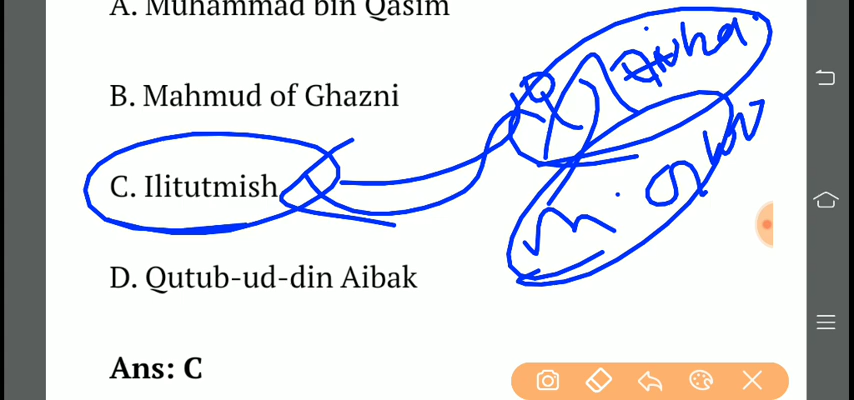 A. Muhammad bin Qasim
B. Mahmud of Ghazni
C. Ilitutmish
D. Qutub-ud-din Aibak
Ans: C